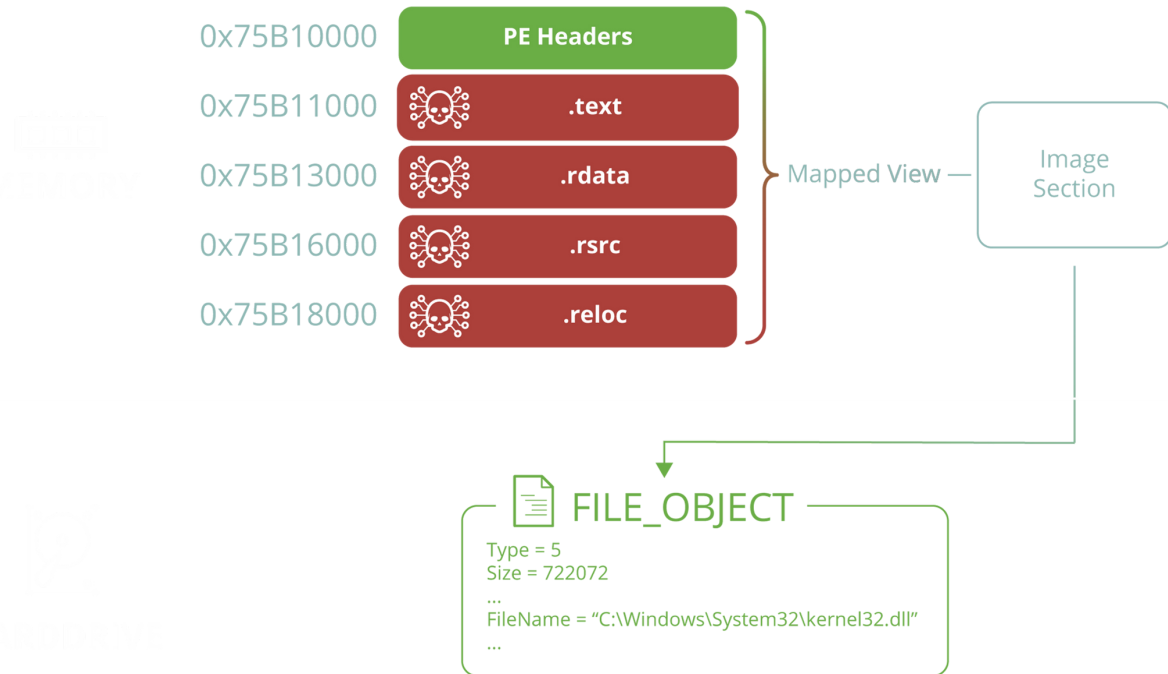 0x75B10000 PE Headers
0x75B11000 .text
0x75B13000 .rdata
0x75B16000 .rsrc
0x75B18000 .reloc
Mapped View
Image
Section
FILE_OBJECT
Type = 5
Size = 722072
...
FileName = “C:\Windows\System32\kernel32.dll”
...